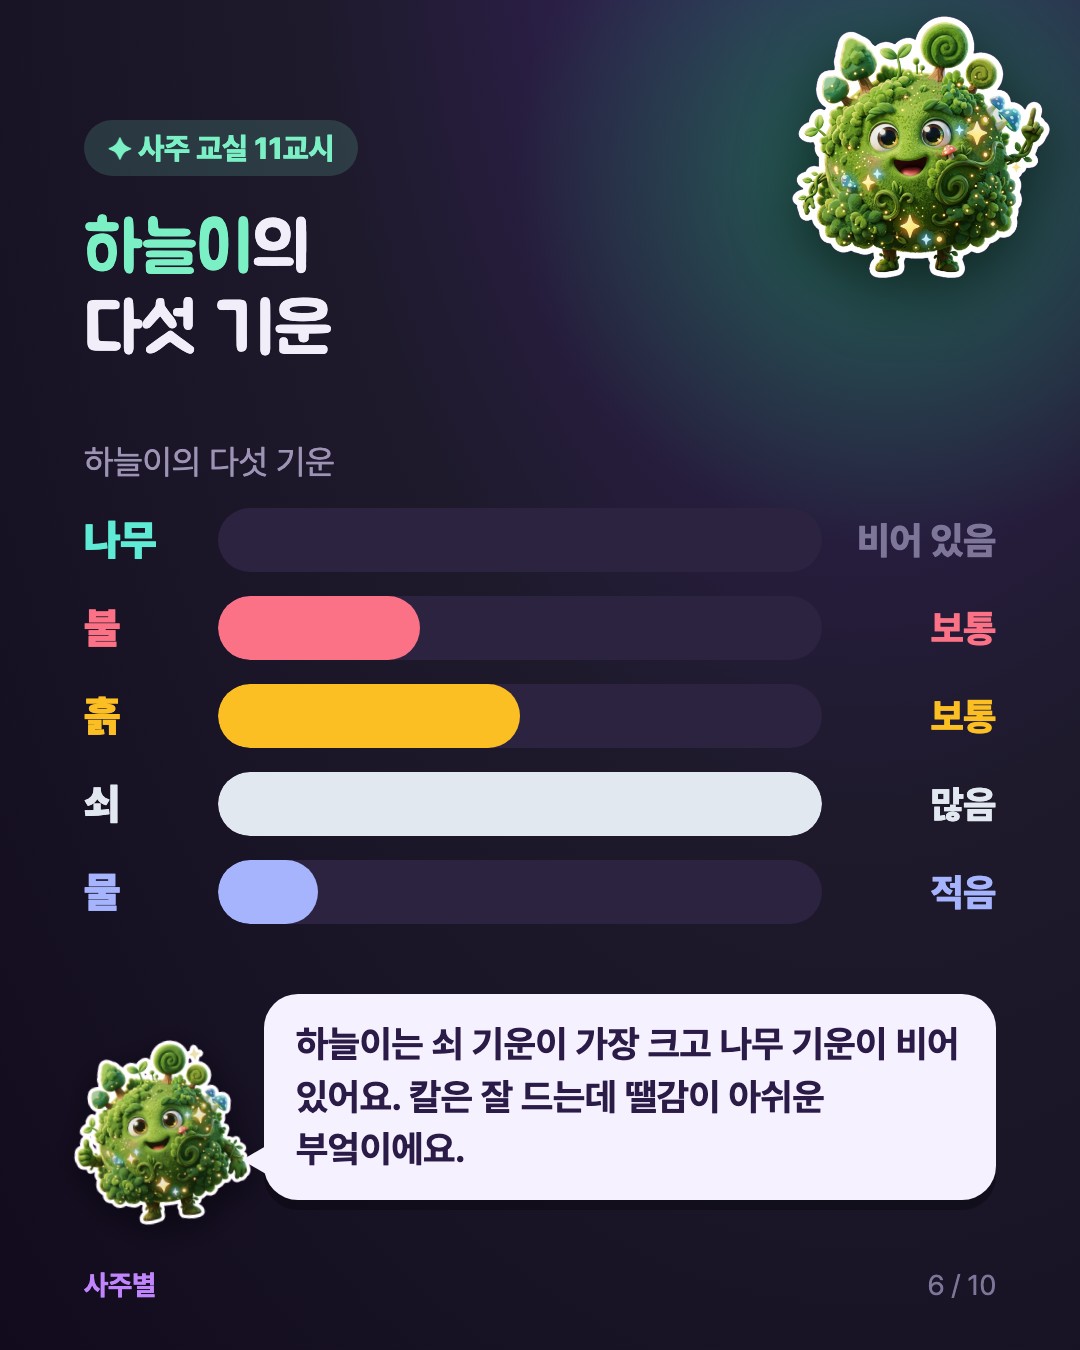 ✦ 사주 교실 11교시
하늘이의
다섯 기운
하늘이의 다섯 기운
나무 비어 있음
불 보통
흙 보통
쇠 많음
물 적음
하늘이는 쇠 기운이 가장 크고 나무 기운이 비어
있어요. 칼은 잘 드는데 땔감이 아쉬운
부엌이에요.
사주별
6 / 10